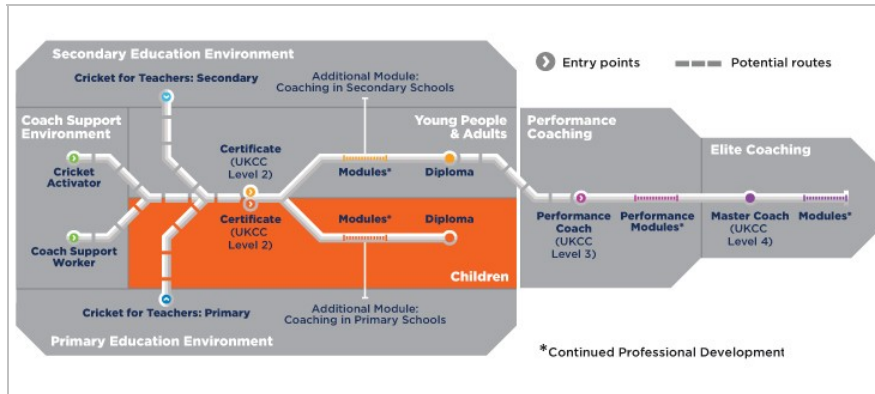 Secondary Education Environment
Cricket for Teachers: Secondary
Additional Module:
Coaching in Secondary Schools
Entry points
Potential routes
Coach Support
Environment
Cricket
Activator
Coach Support
Worker
Certificate
(UKCC
Level 2)
Certificate
(UKCC
Level 2)
Young People
& Adults
Modules*
Diploma
Modules*
Diploma
Children
Cricket for Teachers: Primary
Additional Module:
Coaching in Primary Schools
Primary Education Environment
Performance
Coaching
Performance
Coach
(UKCC
Level 3)
Performance
Modules*
Elite Coaching
Master Coach
(UKCC
Level 4)
Modules*
*Continued Professional Development